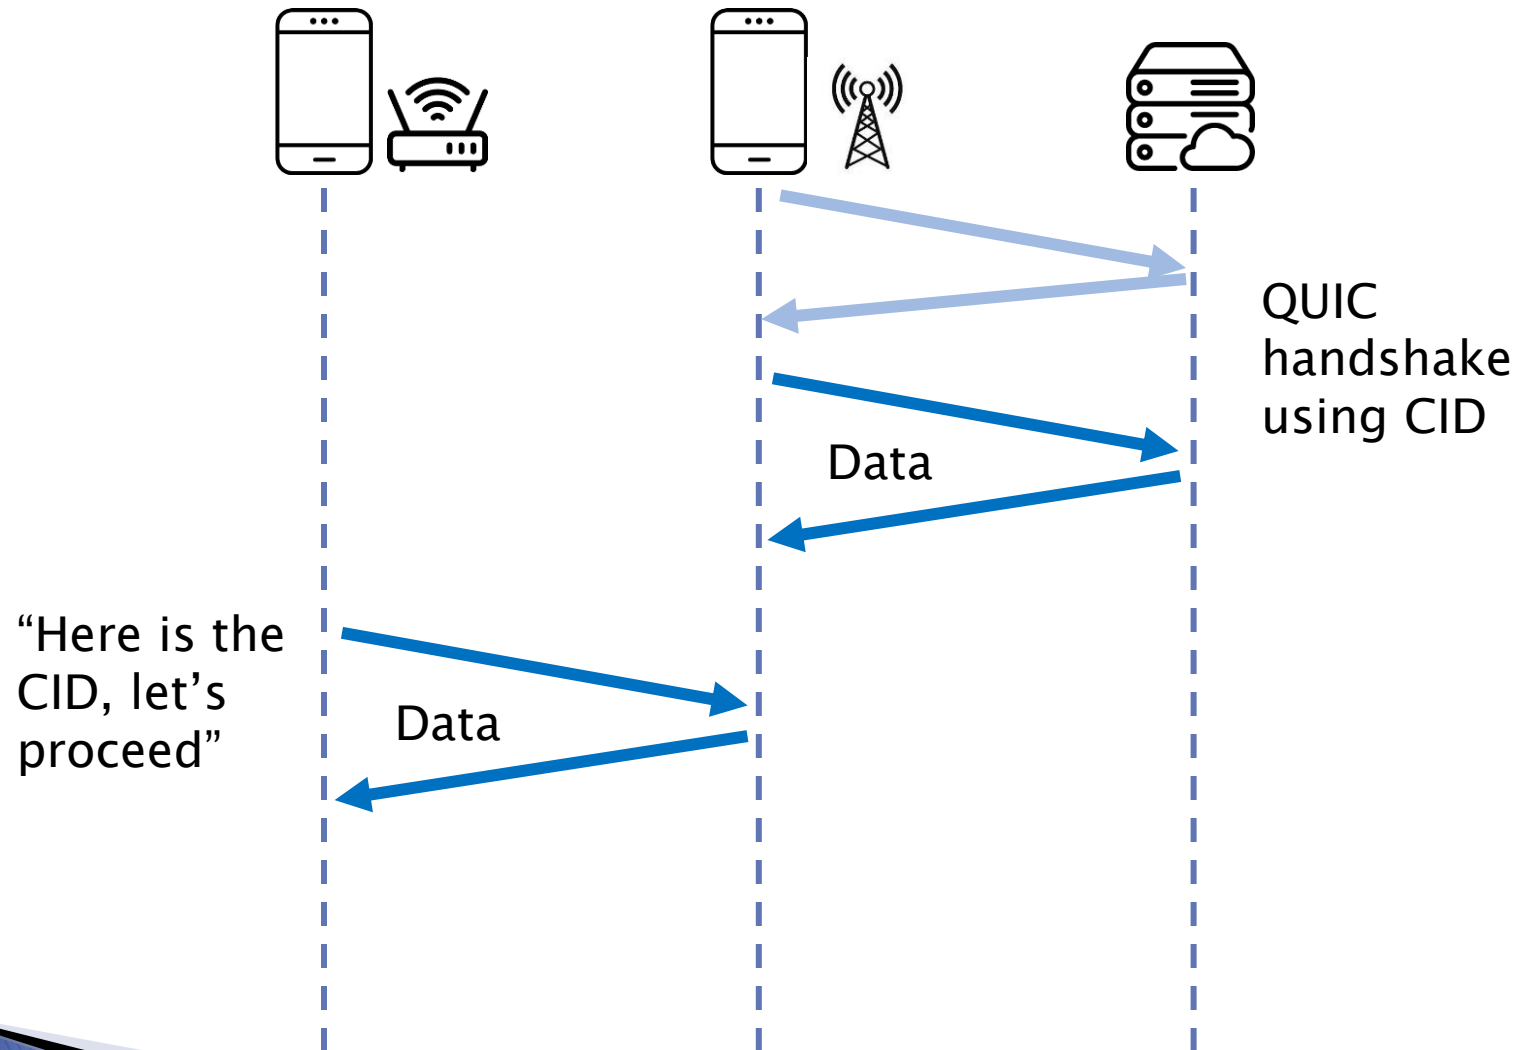 QUIC
handshake
using CID
Data
“Here is the
CID, let’s
proceed”
Data